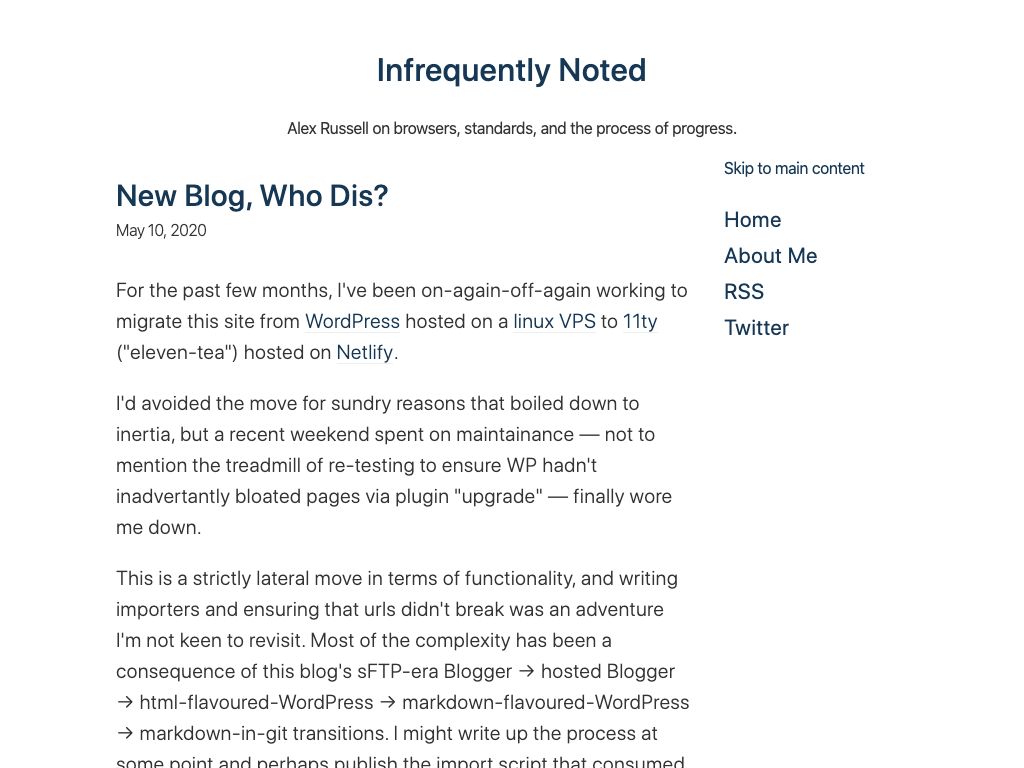 Infrequently Noted
Alex Russell on browsers, standards, and the process of progress.
Skip to main content
Home
About Me
RSS
Twitter
New Blog, Who Dis?
May 10, 2020
For the past few months, I've been on-again-off-again working to
migrate this site from WordPress hosted on a linux VPS to 11ty
("eleven-tea") hosted on Netlify.
I'd avoided the move for sundry reasons that boiled down to
inertia, but a recent weekend spent on maintainance — not to
mention the treadmill of re-testing to ensure WP hadn't
inadvertantly bloated pages via plugin "upgrade" — finally wore
me down.
This is a strictly lateral move in terms of functionality, and writing
importers and ensuring that urls didn't break was an adventure
I'm not keen to revisit. Most of the complexity has been a
consequence of this blog's sFTP-era Blogger → hosted Blogger
→ html-flavoured-WordPress → markdown-flavoured-WordPress
→ markdown-in-git transitions. I might write up the process at
some point and perhaps publish the import script that consumed